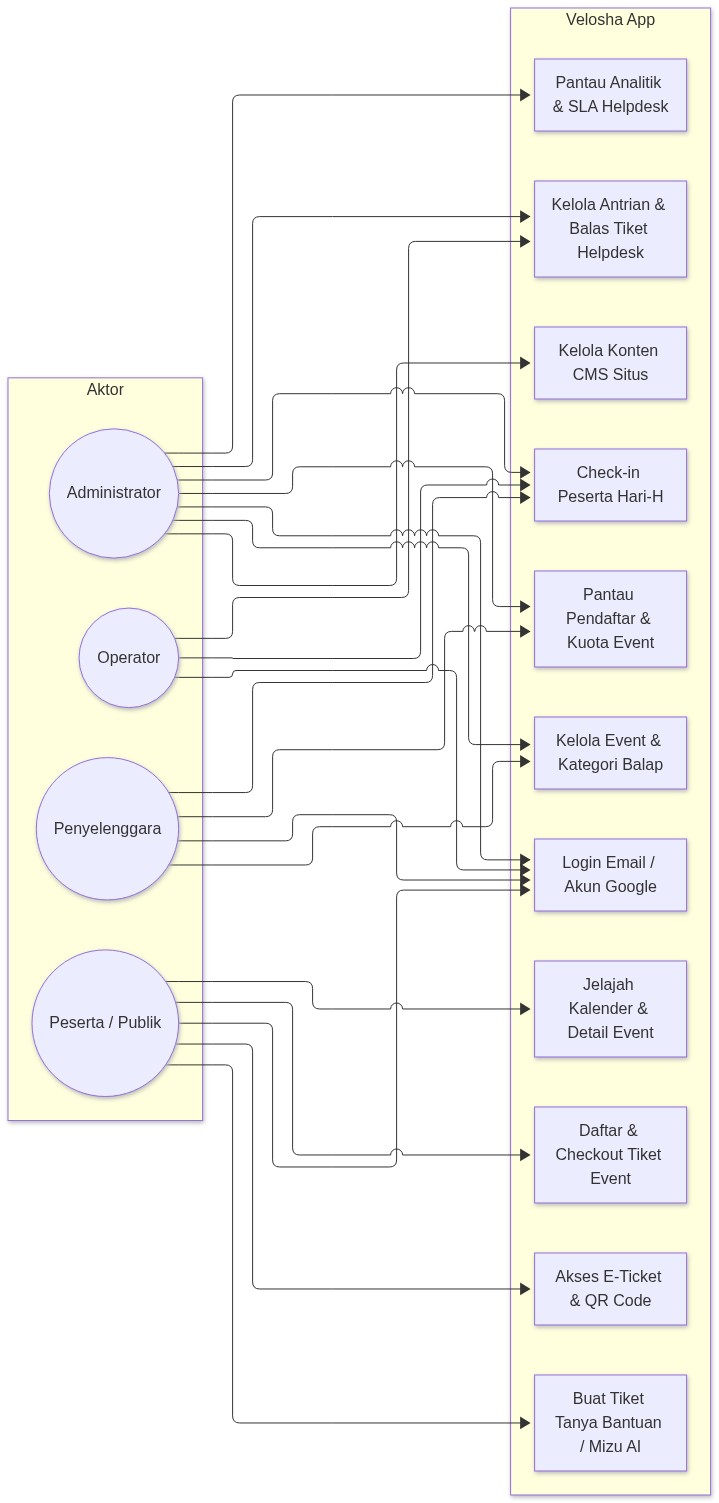 Velosha App
Pantau Analitik
& SLA Helpdesk
Kelola Antrian &
Balas Tiket
Helpdesk
Kelola Konten
CMS Situs
Aktor
Administrator
Check-in
Peserta Hari-H
Pantau
Pendaftar &
Kuota Event
Operator
Kelola Event &
Kategori Balap
Penyelenggara
Login Email /
Akun Google
Peserta / Publik
Jelajah
Kalender &
Detail Event
Daftar &
Checkout Tiket
Event
Akses E-Ticket
& QR Code
Buat Tiket
Tanya Bantuan
/ Mizu AI